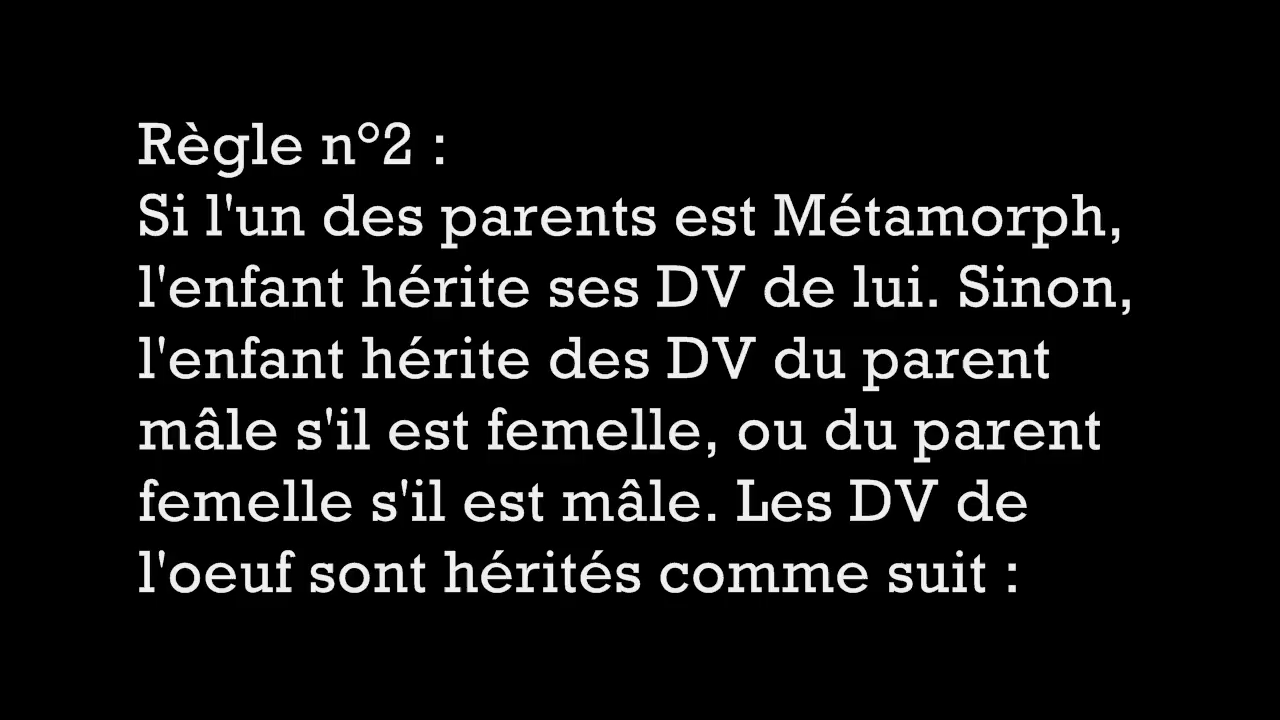 Règle n°2 :
Si l'un des parents est Métamorph,
l'enfant hérite ses DV de lui. Sinon,
l'enfant hérite des DV du parent
mâle s'il est femelle, ou du parent
femelle s'il est mâle. Les DV de
l'oeuf sont hérités comme suit :